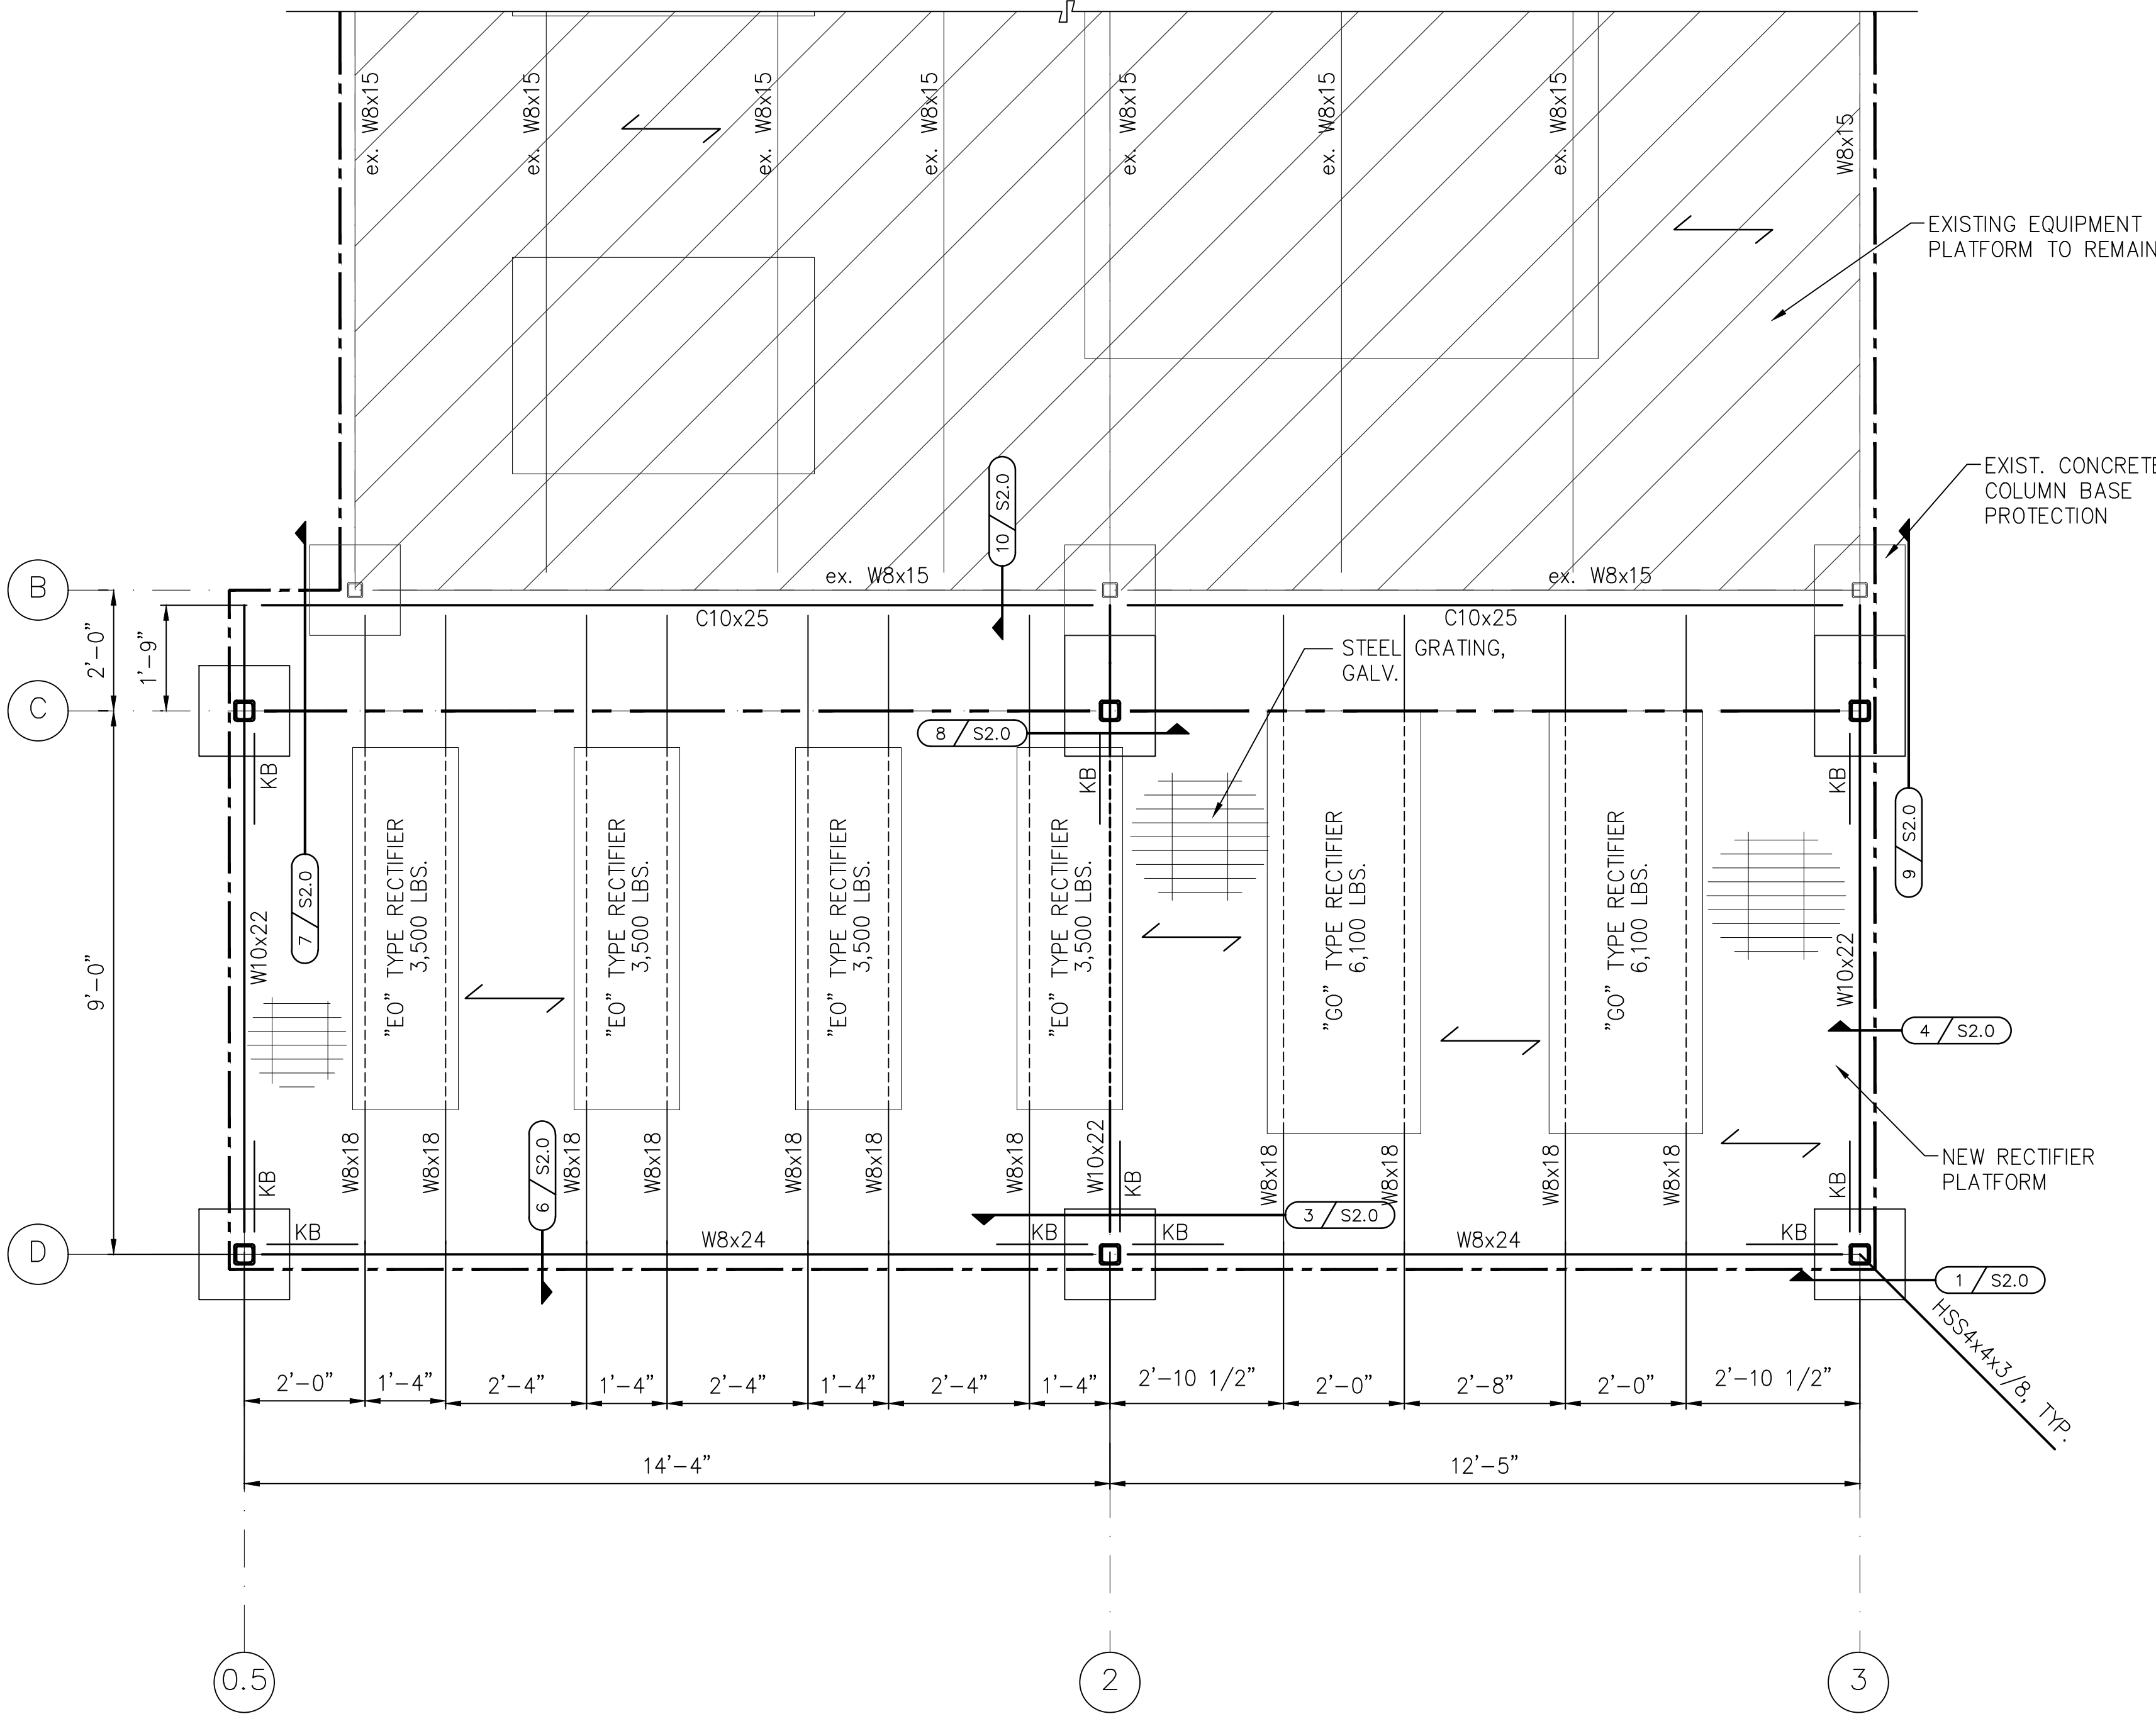 ex. W8x15
ex. W8x15
ex. W8x15
ex. W8x15
ex. W8x15
ex. W8x15
ex. W8x15
W8x15
EXISTING EQUIPMENT
PLATFORM TO REMAIN
EXIST. CONCRETE
COLUMN BASE
PROTECTION
10 / S2.0
ex. W8x15
ex. W8x15
B
C10x25
C10x25
2'-0"
1'-9"
STEEL GRATING,
GALV.
C
8 / S2.0
KB
KB
KB
"EO" TYPE RECTIFIER
3,500 LBS.
"EO" TYPE RECTIFIER
3,500 LBS.
"EO" TYPE RECTIFIER
3,500 LBS.
"EO" TYPE RECTIFIER
3,500 LBS.
"GO" TYPE RECTIFIER
6,100 LBS.
"GO" TYPE RECTIFIER
6,100 LBS.
9 / S2.0
7 / S2.0
W10x22
W10x22
9'-0"
4 / S2.0
6 / S2.0
W8x18
W8x18
W8x18
W8x18
W8x18
W8x18
W8x18
W10x22
W8x18
W8x18
W8x18
W8x18
NEW RECTIFIER
PLATFORM
KB
KB
KB
3 / S2.0
KB
W8x24
KB
KB
W8x24
KB
D
1 / S2.0
HSS4x4x3/8, TYP.
2'-0"
1'-4"
2'-4"
1'-4"
2'-4"
1'-4"
2'-4"
1'-4"
2'-10 1/2"
2'-0"
2'-8"
2'-0"
2'-10 1/2"
14'-4"
12'-5"
0.5
2
3